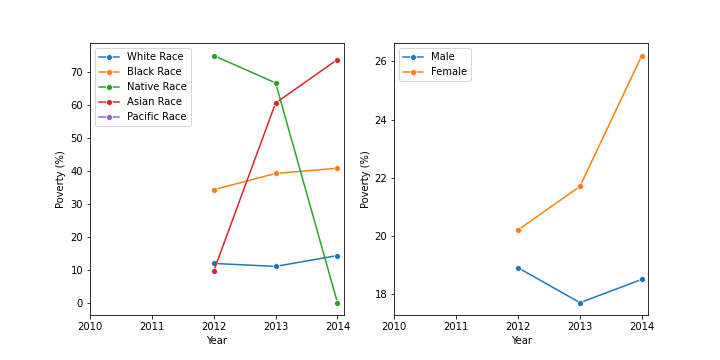 White Race
Black Race
Native Race
Asian Race
Pacific Race
70
60
50
40
30
20
10
0
Poverty (%)
2010 2011 2012 2013 2014
Year
Male
Female
26
24
22
20
18
Poverty (%)
2010 2011 2012 2013 2014
Year